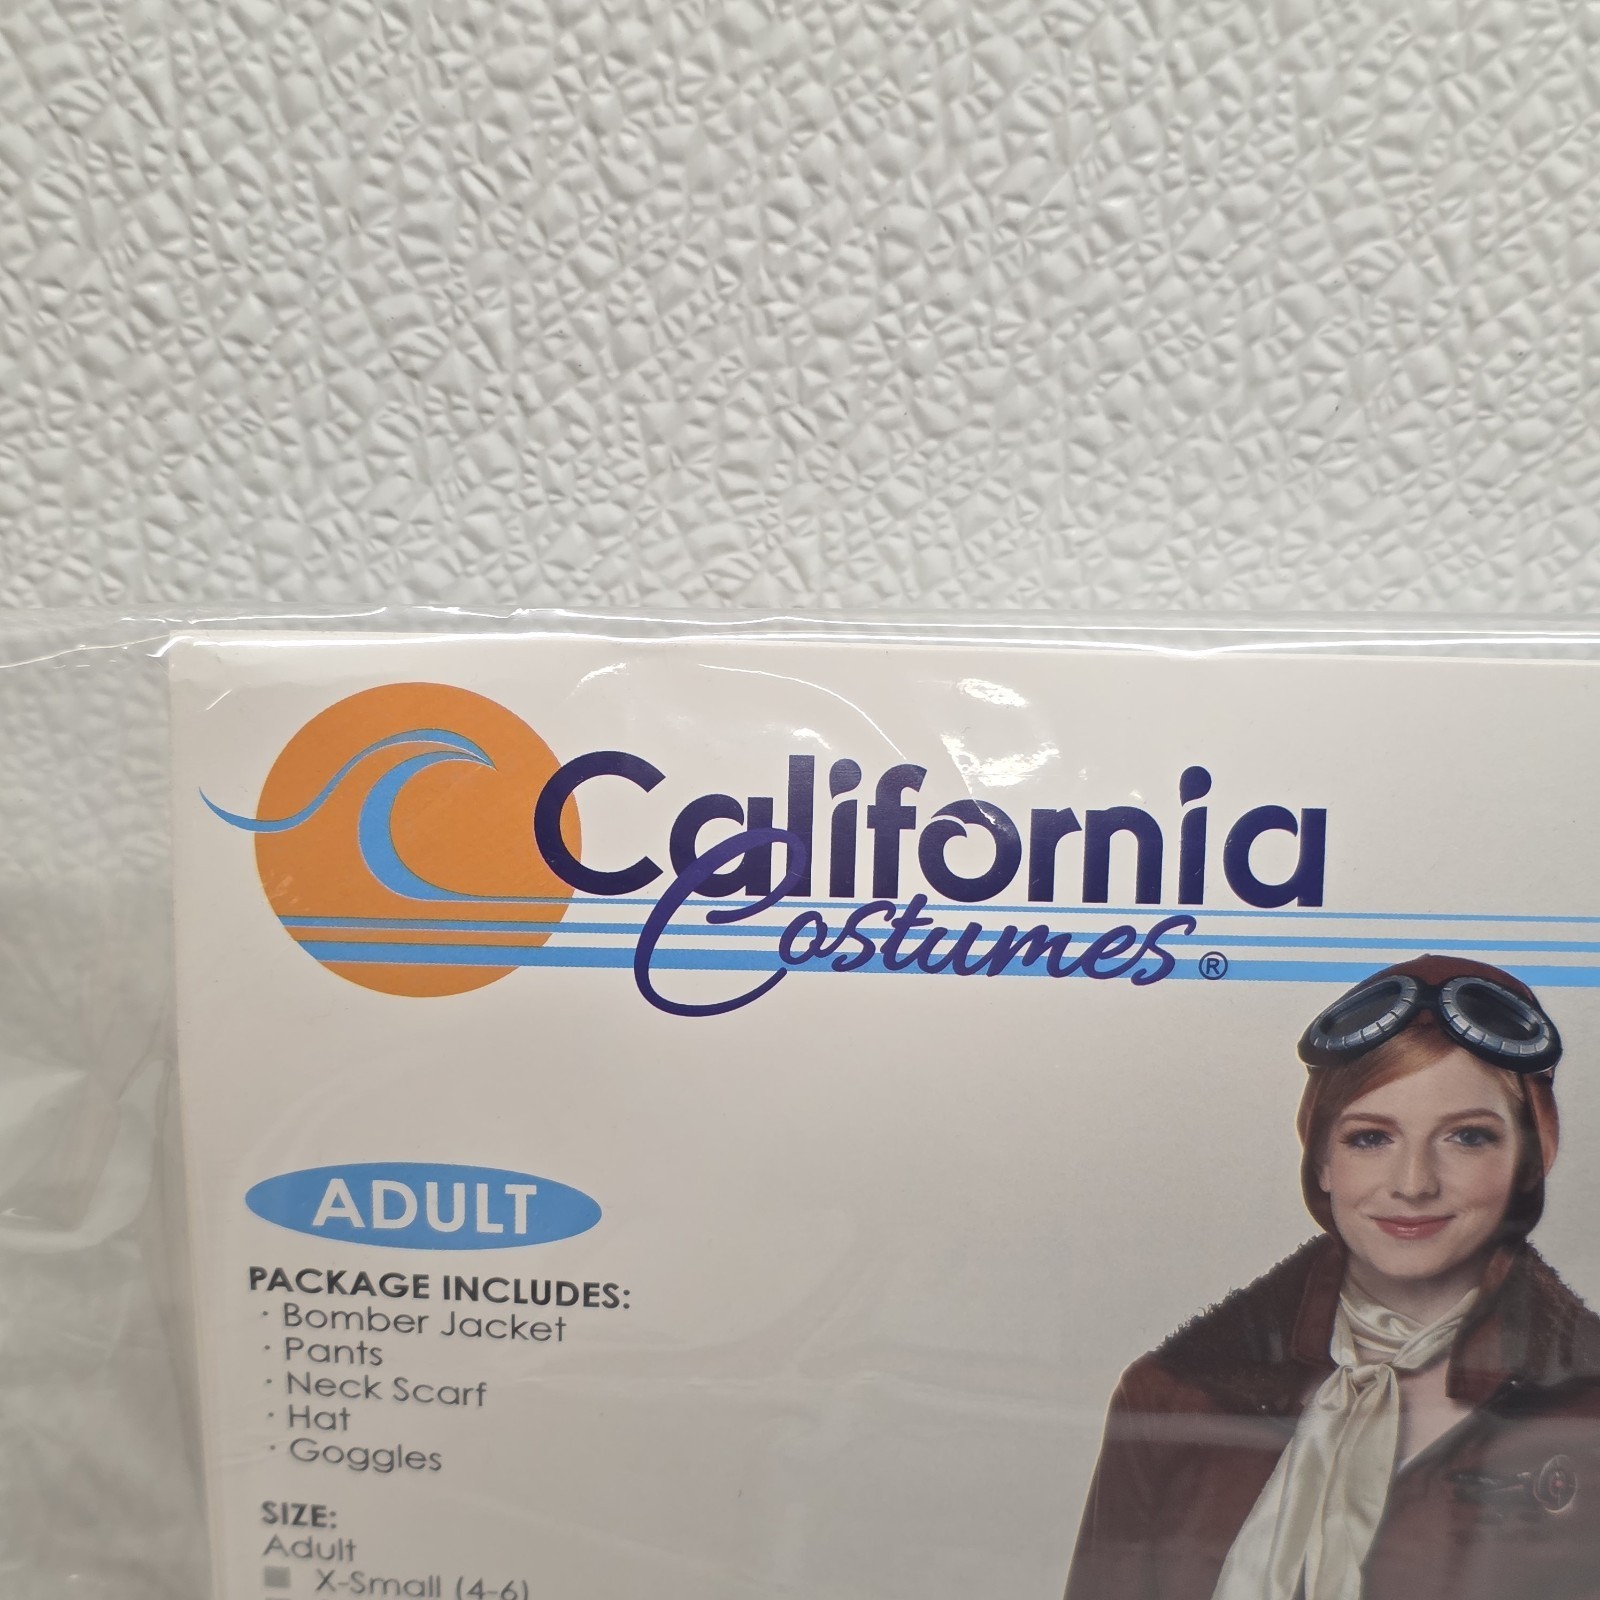 California
Costumes®
ADULT
PACKAGE INCLUDES:
· Bomber Jacket
· Pants
· Neck Scarf
· Hat
· Goggles
SIZE:
Adult
X-Small (4-6)